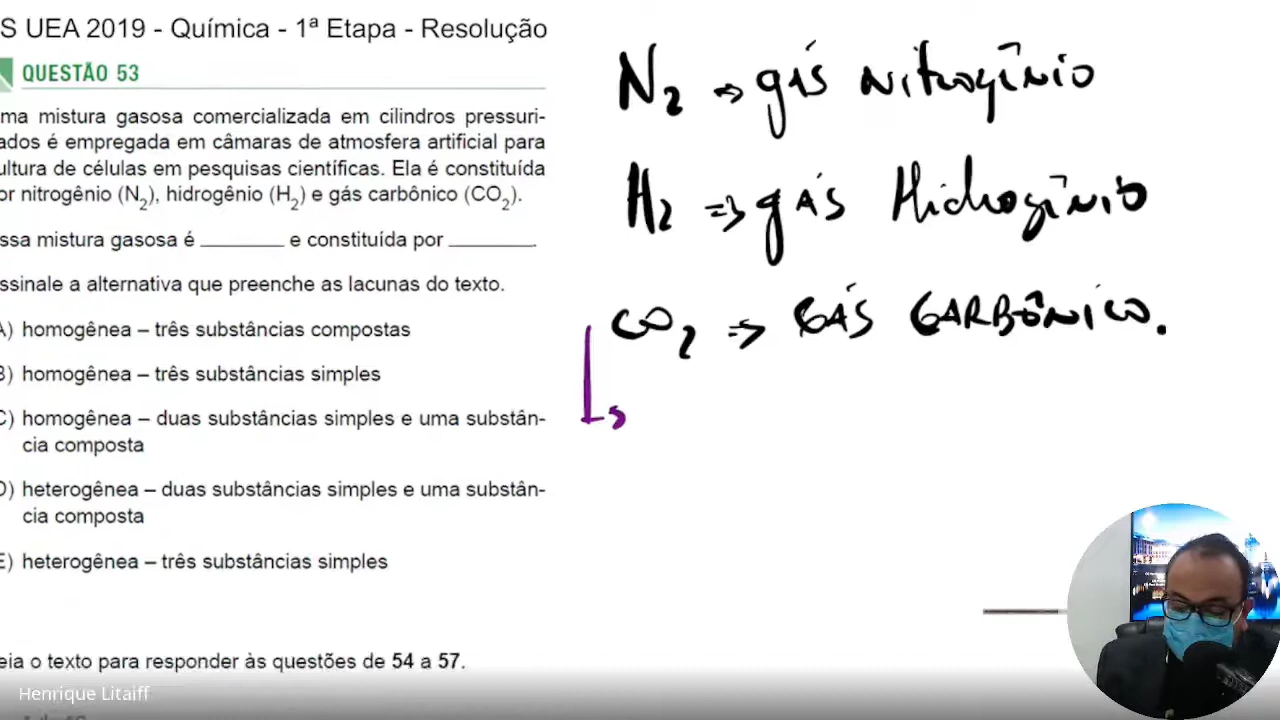 S UEA 2019 - Química - 1ª Etapa - Resolução
QUESTÃO 53
ma mistura gasosa comercializada em cilindros pressuri-
ados é empregada em câmaras de atmosfera artificial para
ultura de células em pesquisas científicas. Ela é constituída
or nitrogênio (N2), hidrogênio (H2) e gás carbônico (CO2).
ssa mistura gasosa é ________ e constituída por ________.
ssinale a alternativa que preenche as lacunas do texto.
A) homogênea – três substâncias compostas
B) homogênea – três substâncias simples
C) homogênea – duas substâncias simples e uma substân-
cia composta
D) heterogênea – duas substâncias simples e uma substân-
cia composta
E) heterogênea – três substâncias simples
eia o texto para responder às questões de 54 a 57.
N2 => gás nitrogênio
H2 => gás Hidrogênio
CO2 => GÁS CARBÔNICO.
Henrique Litaiff